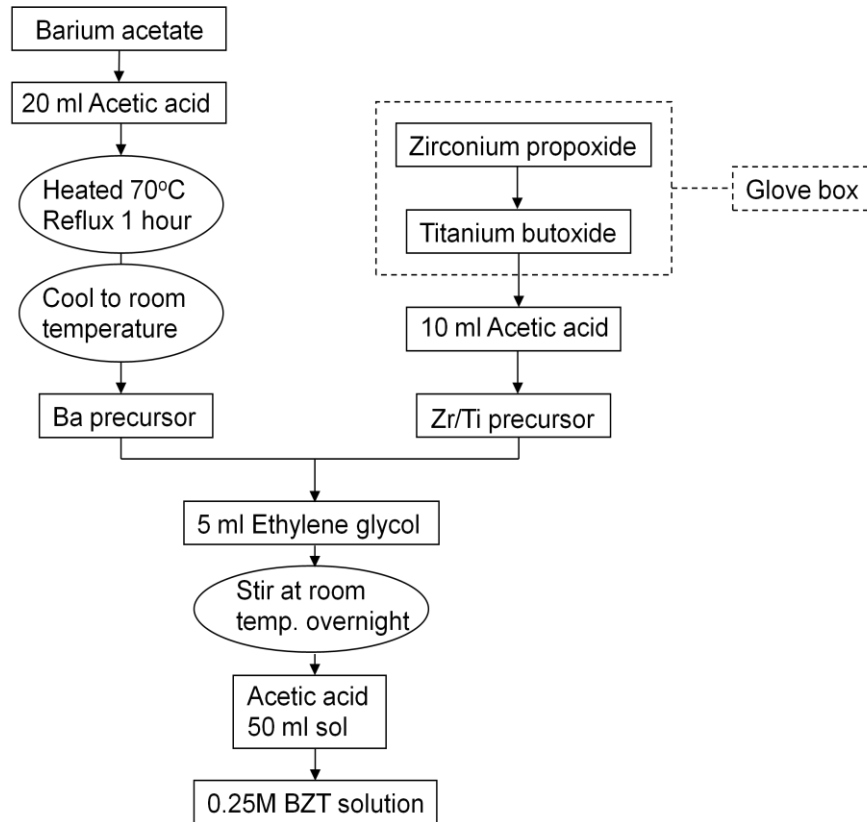 Barium acetate
20 ml Acetic acid
Heated 70°C
Reflux 1 hour
Cool to room
temperature
Ba precursor
Zirconium propoxide
Titanium butoxide
Glove box
10 ml Acetic acid
Zr/Ti precursor
5 ml Ethylene glycol
Stir at room
temp. overnight
Acetic acid
50 ml sol
0.25M BZT solution